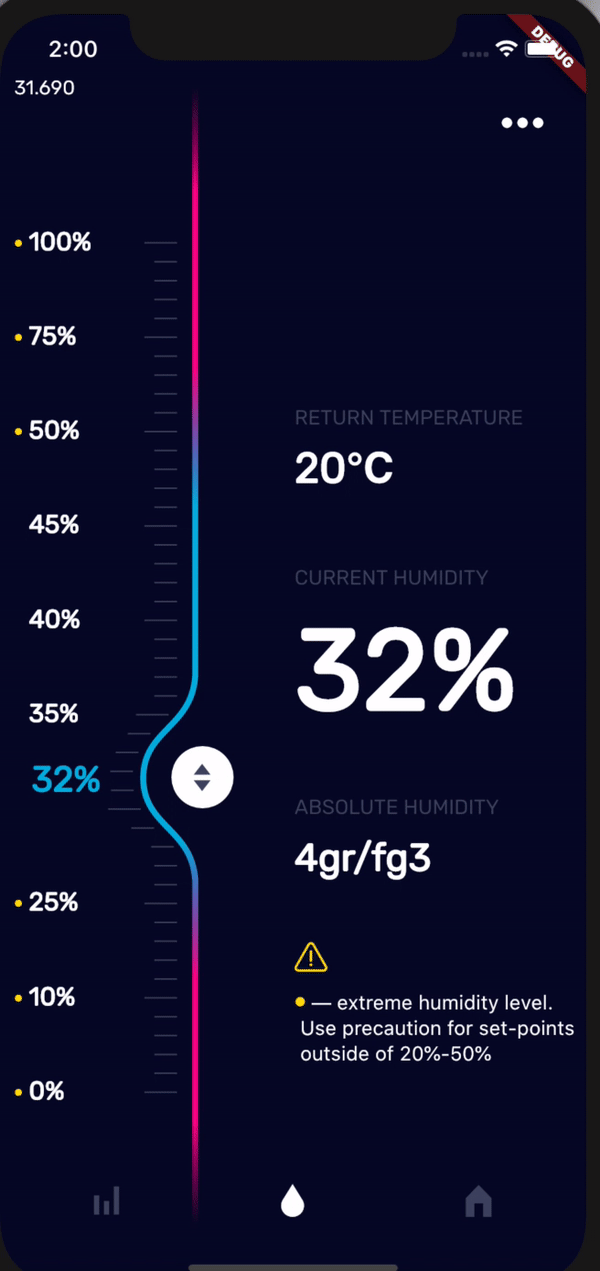 2:00
DEBUG
31.690
100%
75%
50%
45%
40%
35%
32%
25%
10%
0%
RETURN TEMPERATURE
20°C
CURRENT HUMIDITY
32%
ABSOLUTE HUMIDITY
4gr/fg3
— extreme humidity level.
Use precaution for set-points
outside of 20%-50%